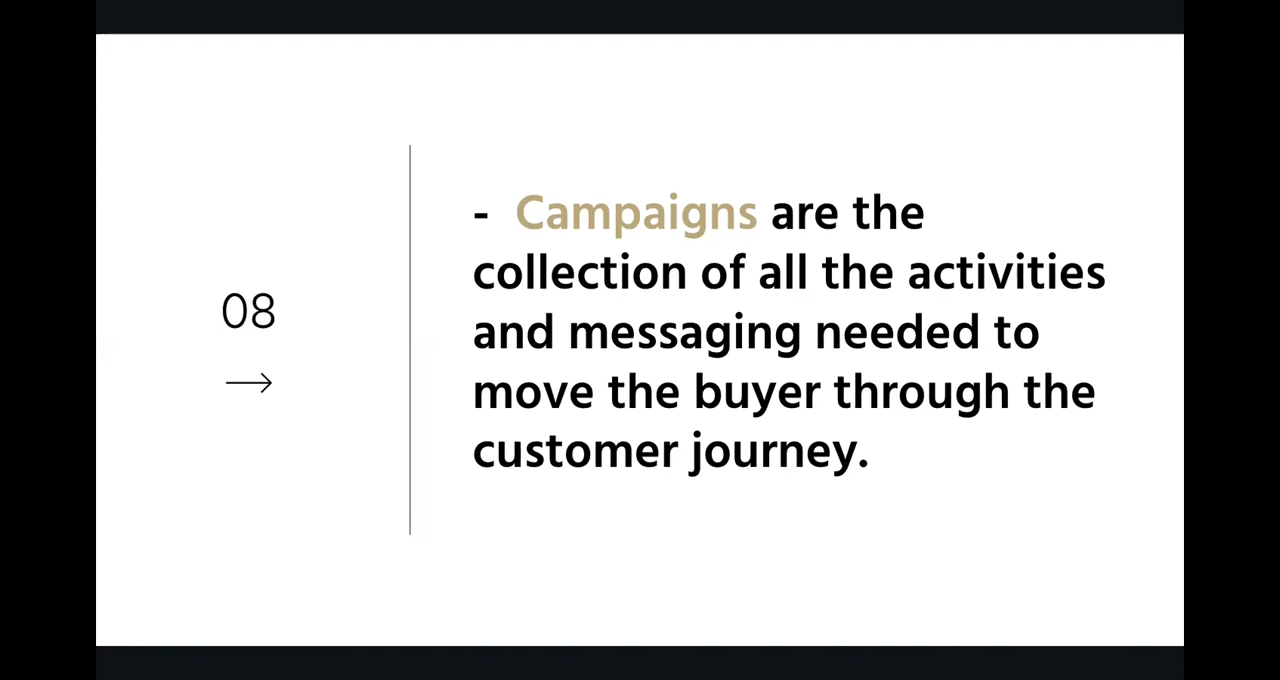 08
- Campaigns are the
collection of all the activities
and messaging needed to
move the buyer through the
customer journey.